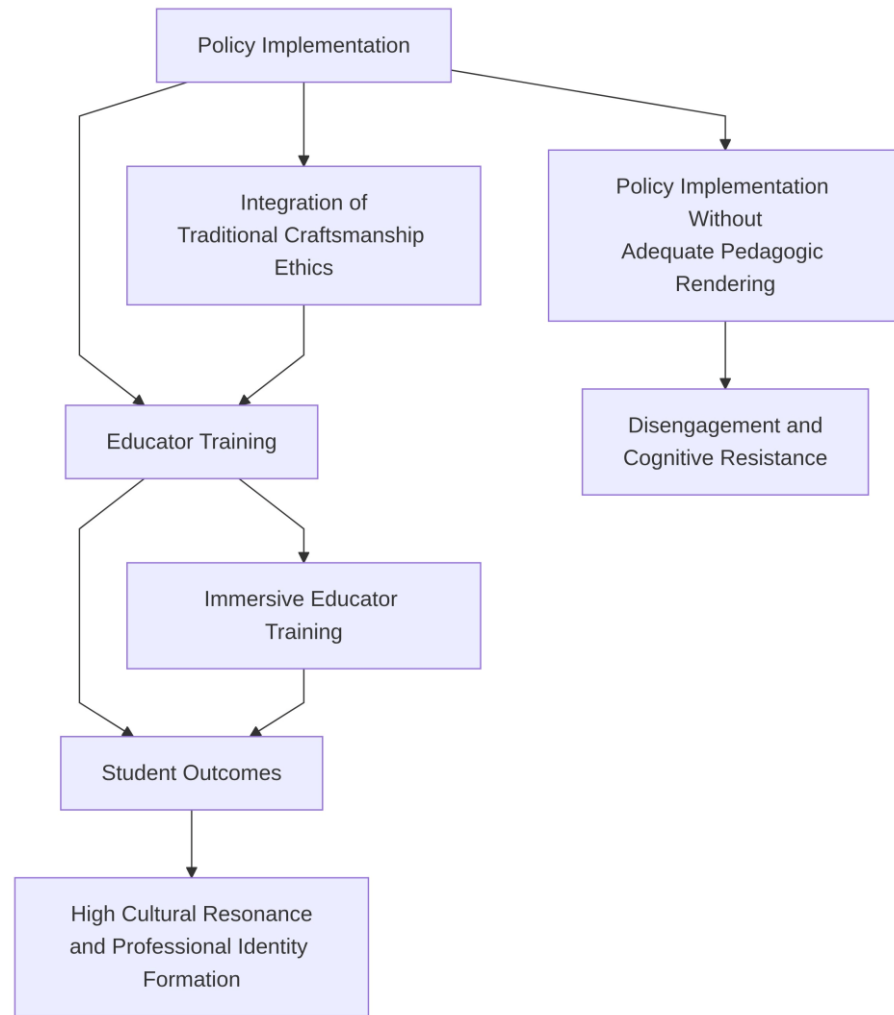 Policy Implementation
Integration of
Traditional Craftsmanship
Ethics
Policy Implementation
Without
Adequate Pedagogic
Rendering
Educator Training
Disengagement and
Cognitive Resistance
Immersive Educator
Training
Student Outcomes
High Cultural Resonance
and Professional Identity
Formation